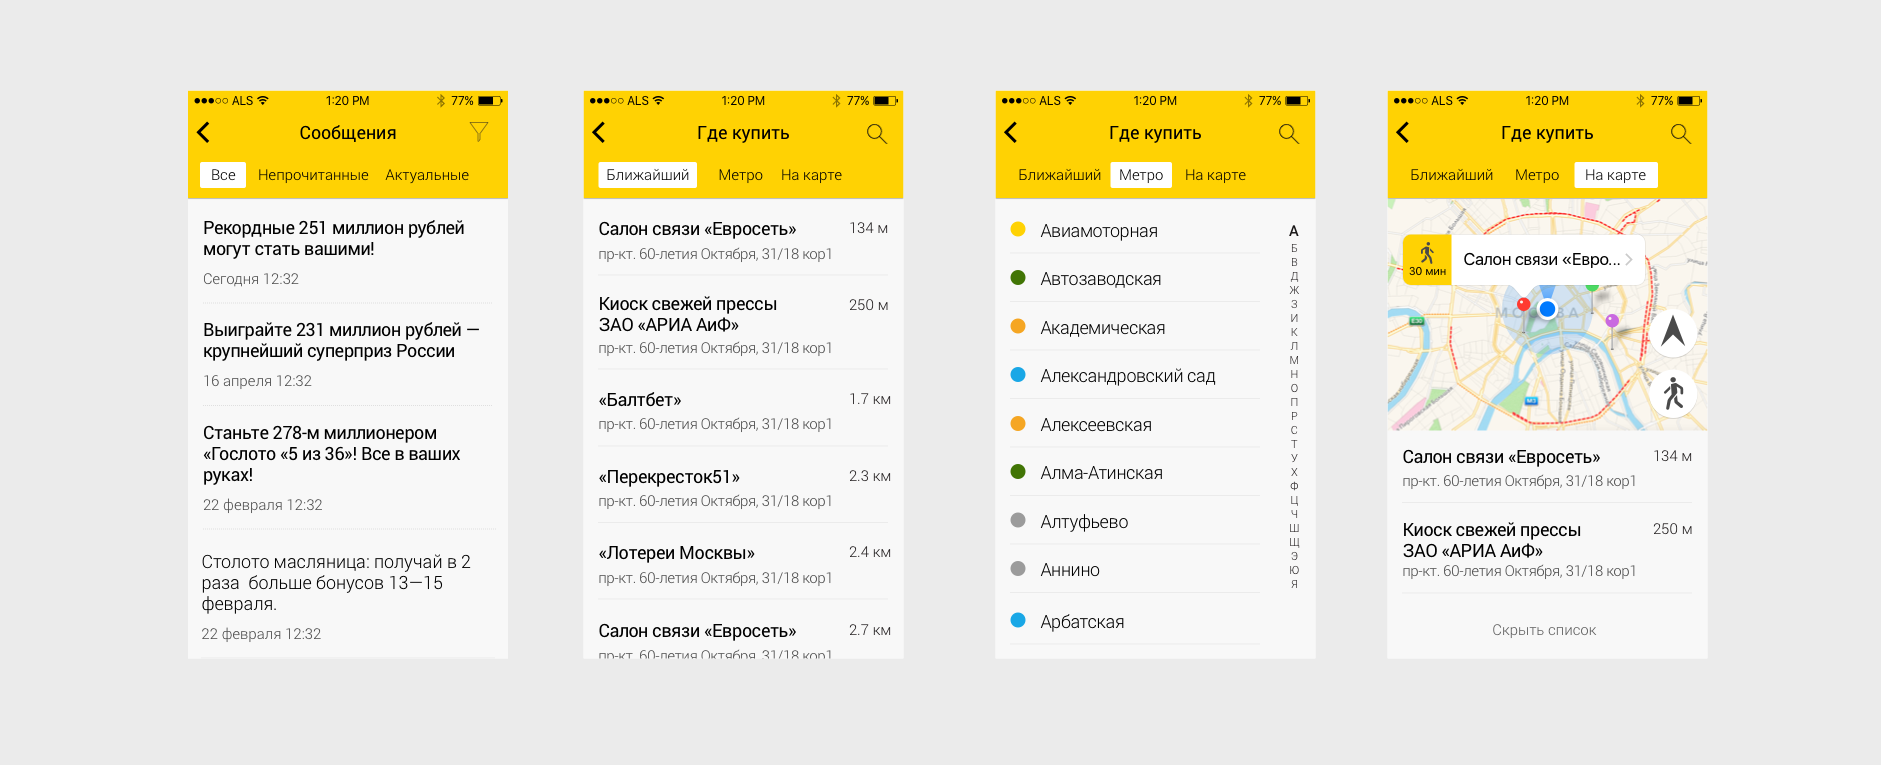 ALS 1:20 PM 77%
Сообщения
Все Непрочитанные Актуальные
Рекордные 251 миллион рублей
могут стать вашими!
Сегодня 12:32
Выиграйте 231 миллион рублей —
крупнейший суперприз России
16 апреля 12:32
Станьте 278-м миллионером
«Гослото «5 из 36»! Все в ваших
руках!
22 февраля 12:32
Столото масляница: получай в 2
раза больше бонусов 13—15
февраля.
22 февраля 12:32
ALS 1:20 PM 77%
Где купить
Ближайший Метро На карте
Салон связи «Евросеть» 134 м
пр-кт. 60-летия Октября, 31/18 кор1
Киоск свежей прессы 250 м
ЗАО «АРИА АиФ»
пр-кт. 60-летия Октября, 31/18 кор1
«Балтбет» 1.7 км
пр-кт. 60-летия Октября, 31/18 кор1
«Перекресток51» 2.3 км
пр-кт. 60-летия Октября, 31/18 кор1
«Лотереи Москвы» 2.4 км
пр-кт. 60-летия Октября, 31/18 кор1
Салон связи «Евросеть» 2.7 км
пр-кт. 60-летия Октября, 31/18 кор1
ALS 1:20 PM 77%
Где купить
Ближайший Метро На карте
Авиамоторная
Автозаводская
Академическая
Александровский сад
Алексеевская
Алма-Атинская
Алтуфьево
Аннино
Арбатская
А
Б
В
Д
Ж
З
И
К
Л
М
Н
О
П
Р
С
Т
У
Х
Ф
Ц
Ч
Ш
Щ
Э
Ю
Я
ALS 1:20 PM 77%
Где купить
Ближайший Метро На карте
30 мин
Салон связи «Евро...
МОСКВА
Салон связи «Евросеть» 134 м
пр-кт. 60-летия Октября, 31/18 кор1
Киоск свежей прессы 250 м
ЗАО «АРИА АиФ»
пр-кт. 60-летия Октября, 31/18 кор1
Скрыть список